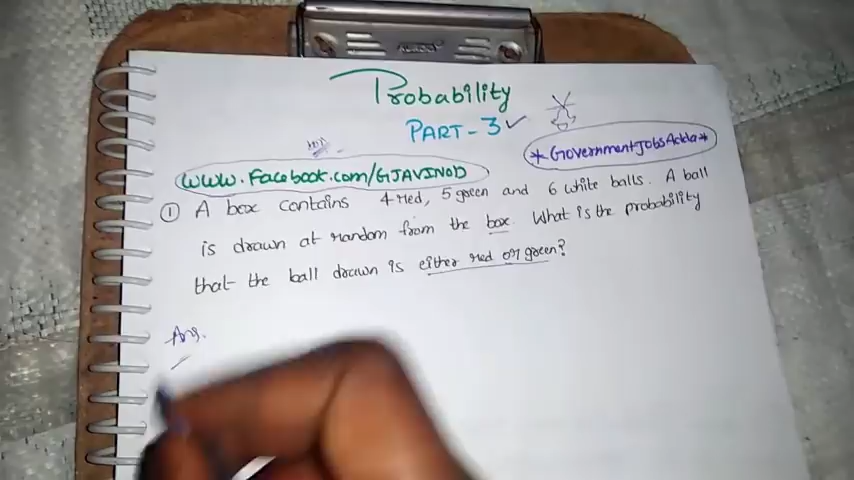 Probability
PART-3
*GovernmentJobsAdda*
www.Facebook.com/GJAVINOD
① A box contains 4 red, 5 green and 6 white balls. A ball
is drawn at random from the box. What is the probability
that the ball drawn is either red or green?
Ans.